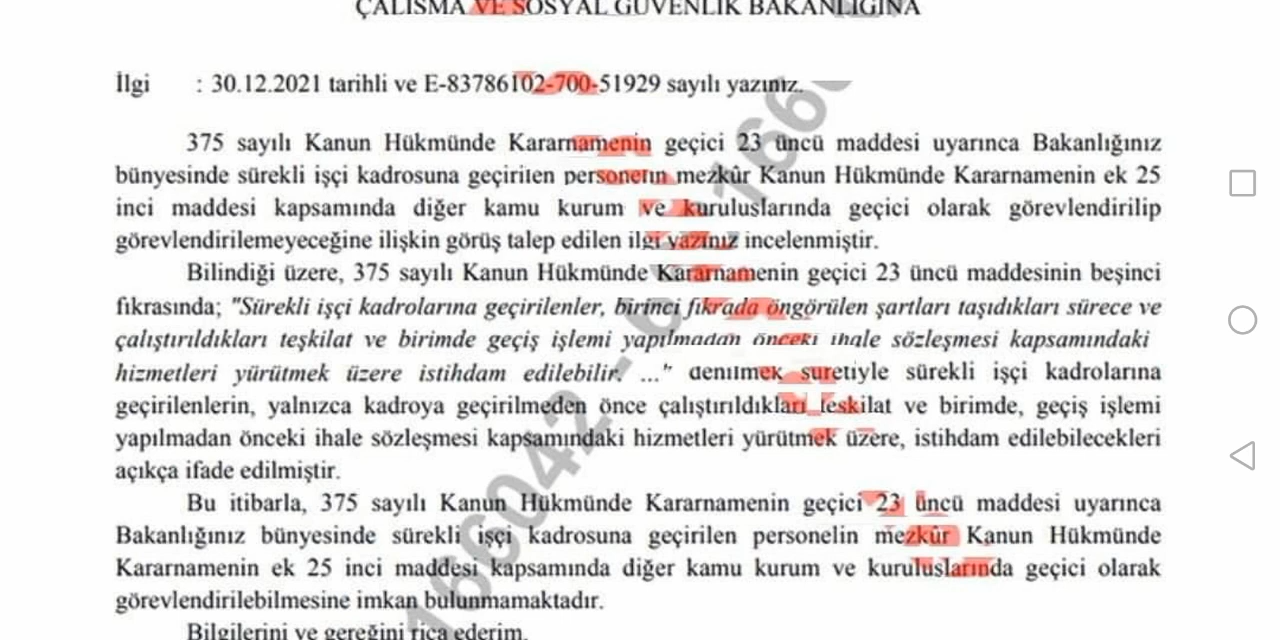 ÇALIŞMA VE SOSYAL GÜVENLİK BAKANLIĞINA
İlgi : 30.12.2021 tarihli ve E-83786102-700-51929 sayılı yazınız.
375 sayılı Kanun Hükmünde Kararnamenin geçici 23 üncü maddesi uyarınca Bakanlığınız
bünyesinde sürekli işçi kadrosuna geçirilen personelin mezkûr Kanun Hükmünde Kararnamenin ek 25
inci maddesi kapsamında diğer kamu kurum ve kuruluşlarında geçici olarak görevlendirilip
görevlendirilemeyeceğine ilişkin görüş talep edilen ilgi yazınız incelenmiştir.
Bilindiği üzere, 375 sayılı Kanun Hükmünde Kararnamenin geçici 23 üncü maddesinin beşinci
fıkrasında; "Sürekli işçi kadrolarına geçirilenler, birinci fıkrada öngörülen şartları taşıdıkları sürece ve
çalıştırıldıkları teşkilat ve birimde geçiş işlemi yapılmadan önceki ihale sözleşmesi kapsamındaki
hizmetleri yürütmek üzere istihdam edilebilir. ..." denilmek suretiyle sürekli işçi kadrolarına
geçirilenlerin, yalnızca kadroya geçirilmeden önce çalıştırıldıkları teşkilat ve birimde, geçiş işlemi
yapılmadan önceki ihale sözleşmesi kapsamındaki hizmetleri yürütmek üzere, istihdam edilebilecekleri
açıkça ifade edilmiştir.
Bu itibarla, 375 sayılı Kanun Hükmünde Kararnamenin geçici 23 üncü maddesi uyarınca
Bakanlığınız bünyesinde sürekli işçi kadrosuna geçirilen personelin mezkûr Kanun Hükmünde
Kararnamenin ek 25 inci maddesi kapsamında diğer kamu kurum ve kuruluşlarında geçici olarak
görevlendirilebilmesine imkan bulunmamaktadır.
Bilgilerini ve gereğini rica ederim.
166042 -